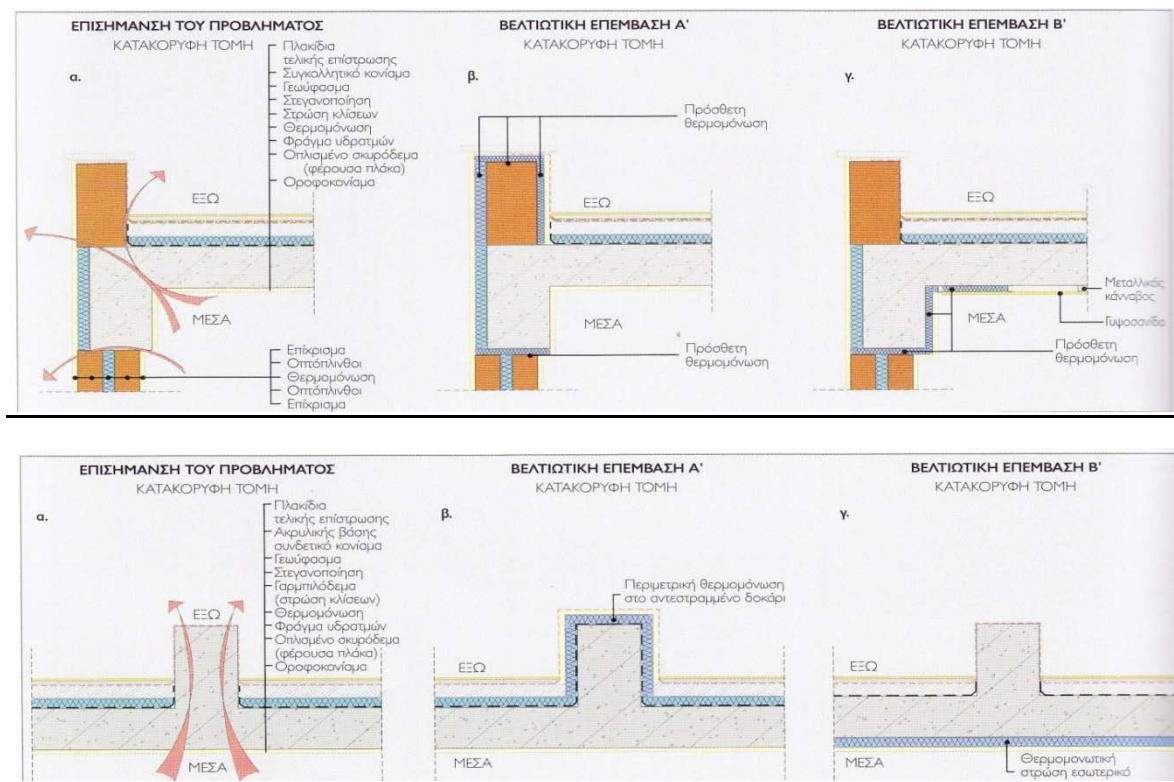 ΕΠΙΣΗΜΑΝΣΗ ΤΟΥ ΠΡΟΒΛΗΜΑΤΟΣ
ΚΑΤΑΚΟΡΥΦΗ ΤΟΜΗ
α.
Πλακίδια
τελικής επίστρωσης
Συγκολλητικό κονίαμα
Γεωύφασμα
Στεγανοποίηση
Στρώση κλίσεων
Θερμομόνωση
Φράγμα υδρατμών
Οπλισμένο σκυρόδεμα
(φέρουσα πλάκα)
Οροφοκονίαμα
ΕΞΩ
ΜΕΣΑ
Επίχρισμα
Οπτόπλινθοι
Θερμομόνωση
Οπτόπλινθοι
Επίχρισμα
ΒΕΛΤΙΩΤΙΚΗ ΕΠΕΜΒΑΣΗ Α'
ΚΑΤΑΚΟΡΥΦΗ ΤΟΜΗ
β.
Πρόσθετη
θερμομόνωση
ΕΞΩ
ΜΕΣΑ
Πρόσθετη
θερμομόνωση
ΒΕΛΤΙΩΤΙΚΗ ΕΠΕΜΒΑΣΗ Β'
ΚΑΤΑΚΟΡΥΦΗ ΤΟΜΗ
γ.
ΕΞΩ
ΜΕΣΑ
Μεταλλικός
κάνναβος
Γυψοσανίδα
Πρόσθετη
θερμομόνωση
ΕΠΙΣΗΜΑΝΣΗ ΤΟΥ ΠΡΟΒΛΗΜΑΤΟΣ
ΚΑΤΑΚΟΡΥΦΗ ΤΟΜΗ
α.
Πλακίδια
τελικής επίστρωσης
Ακρυλικής βάσης
συνδετικό κονίαμα
Γεωύφασμα
Στεγανοποίηση
Γαρμπιλόδεμα
(στρώση κλίσεων)
Θερμομόνωση
Φράγμα υδρατμών
Οπλισμένο σκυρόδεμα
(φέρουσα πλάκα)
Οροφοκονίαμα
ΕΞΩ
ΜΕΣΑ
ΒΕΛΤΙΩΤΙΚΗ ΕΠΕΜΒΑΣΗ Α'
ΚΑΤΑΚΟΡΥΦΗ ΤΟΜΗ
β.
Περιμετρική θερμομόνωση
στο αντεστραμμένο δοκάρι
ΕΞΩ
ΜΕΣΑ
ΒΕΛΤΙΩΤΙΚΗ ΕΠΕΜΒΑΣΗ Β'
ΚΑΤΑΚΟΡΥΦΗ ΤΟΜΗ
γ.
ΕΞΩ
ΜΕΣΑ
Θερμομονωτική
στρώση εσωτερικά